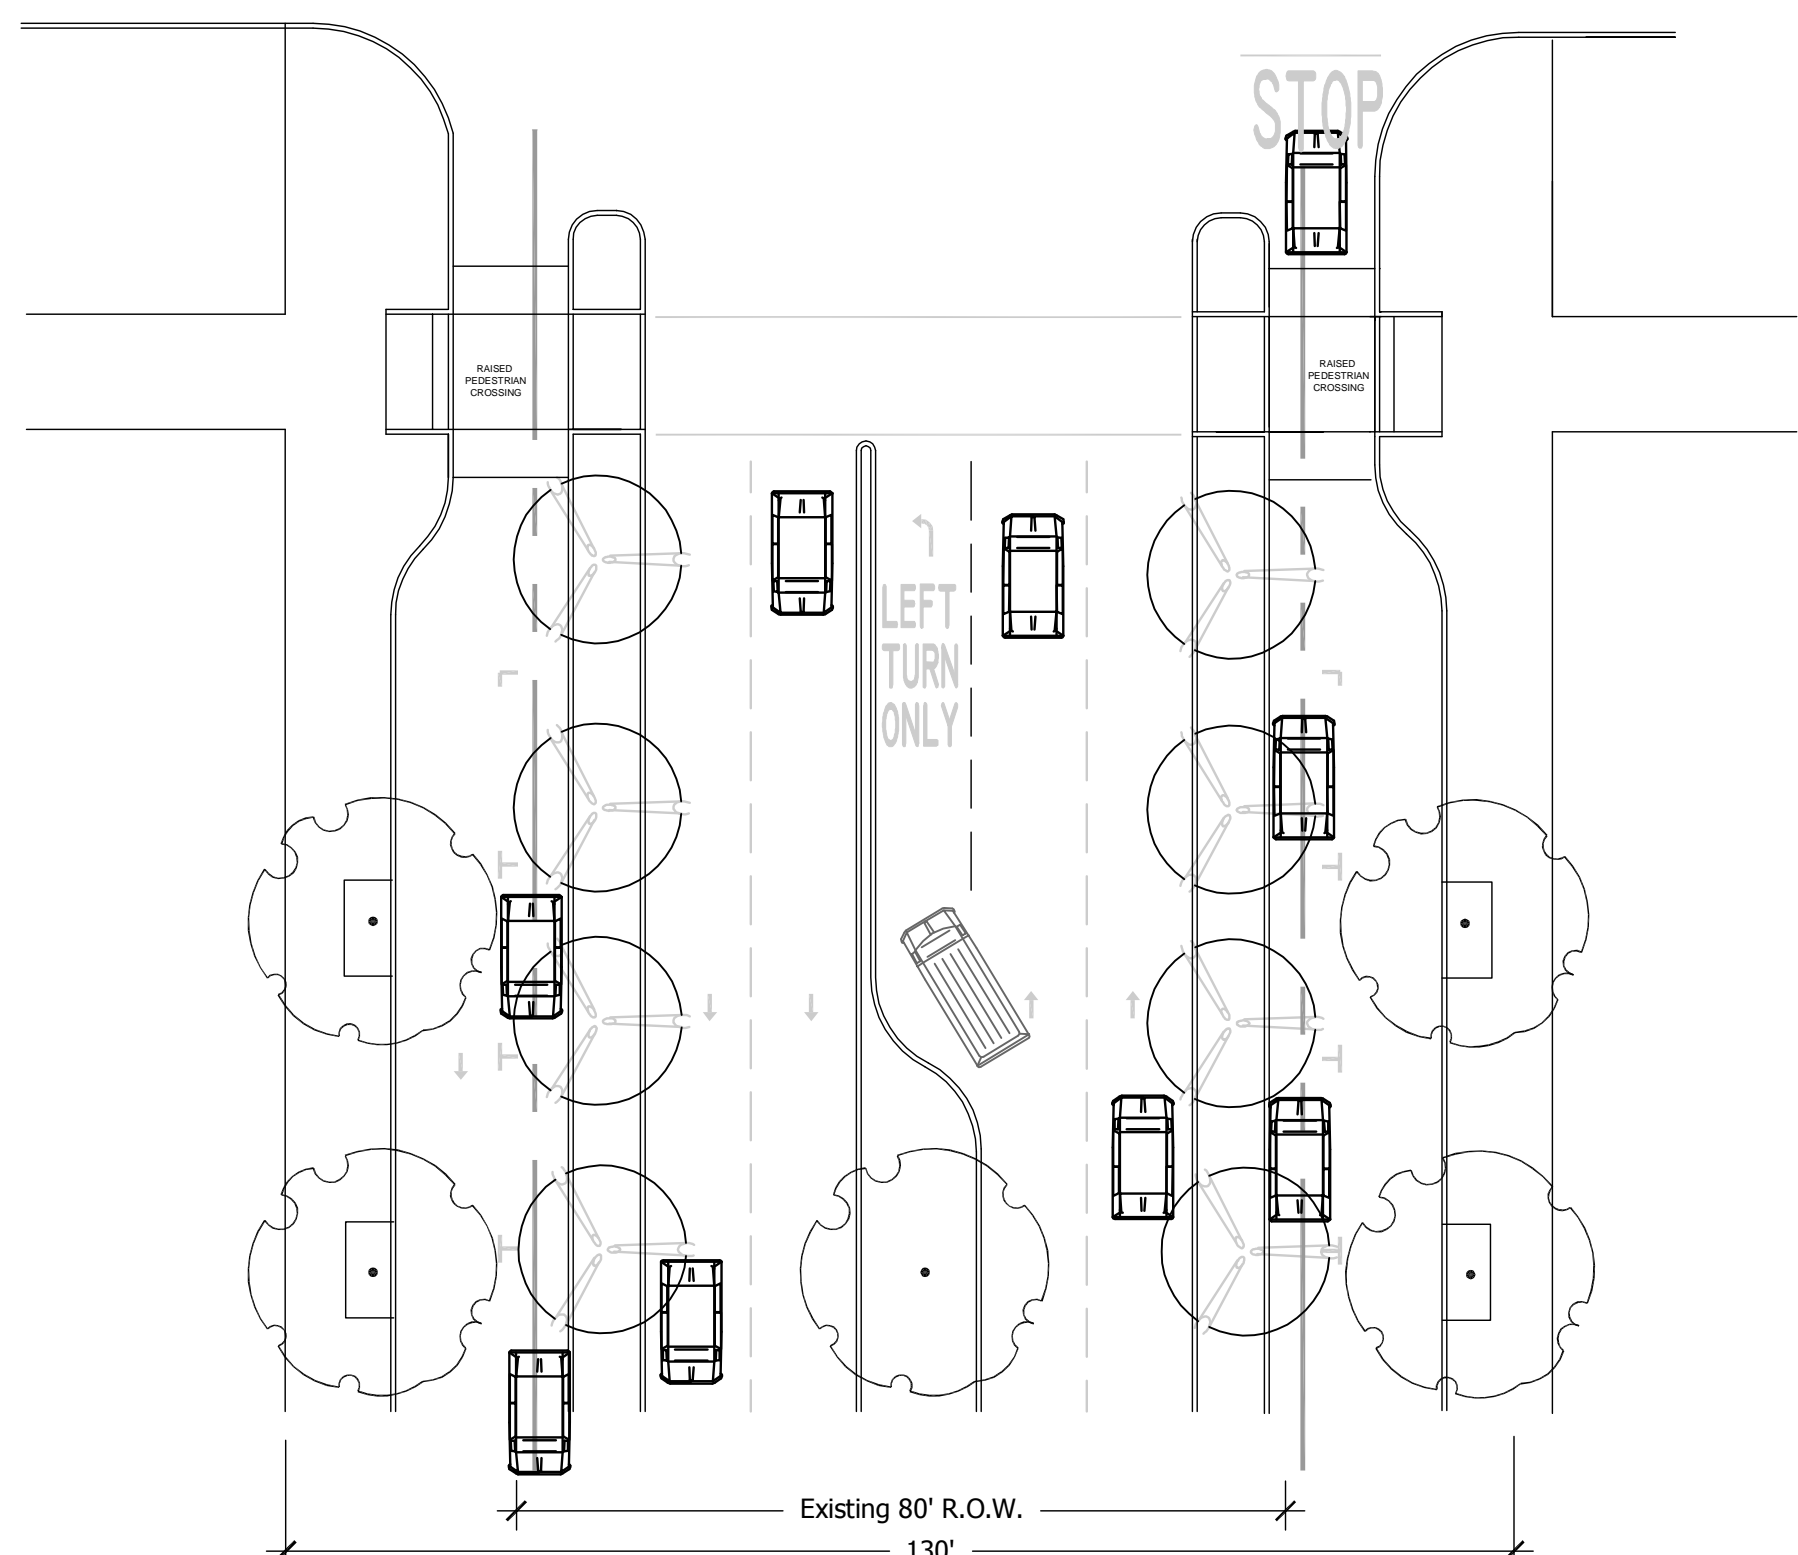 STOP
RAISED
PEDESTRIAN
CROSSING
RAISED
PEDESTRIAN
CROSSING
LEFT
TURN
ONLY
Existing 80' R.O.W.
130'